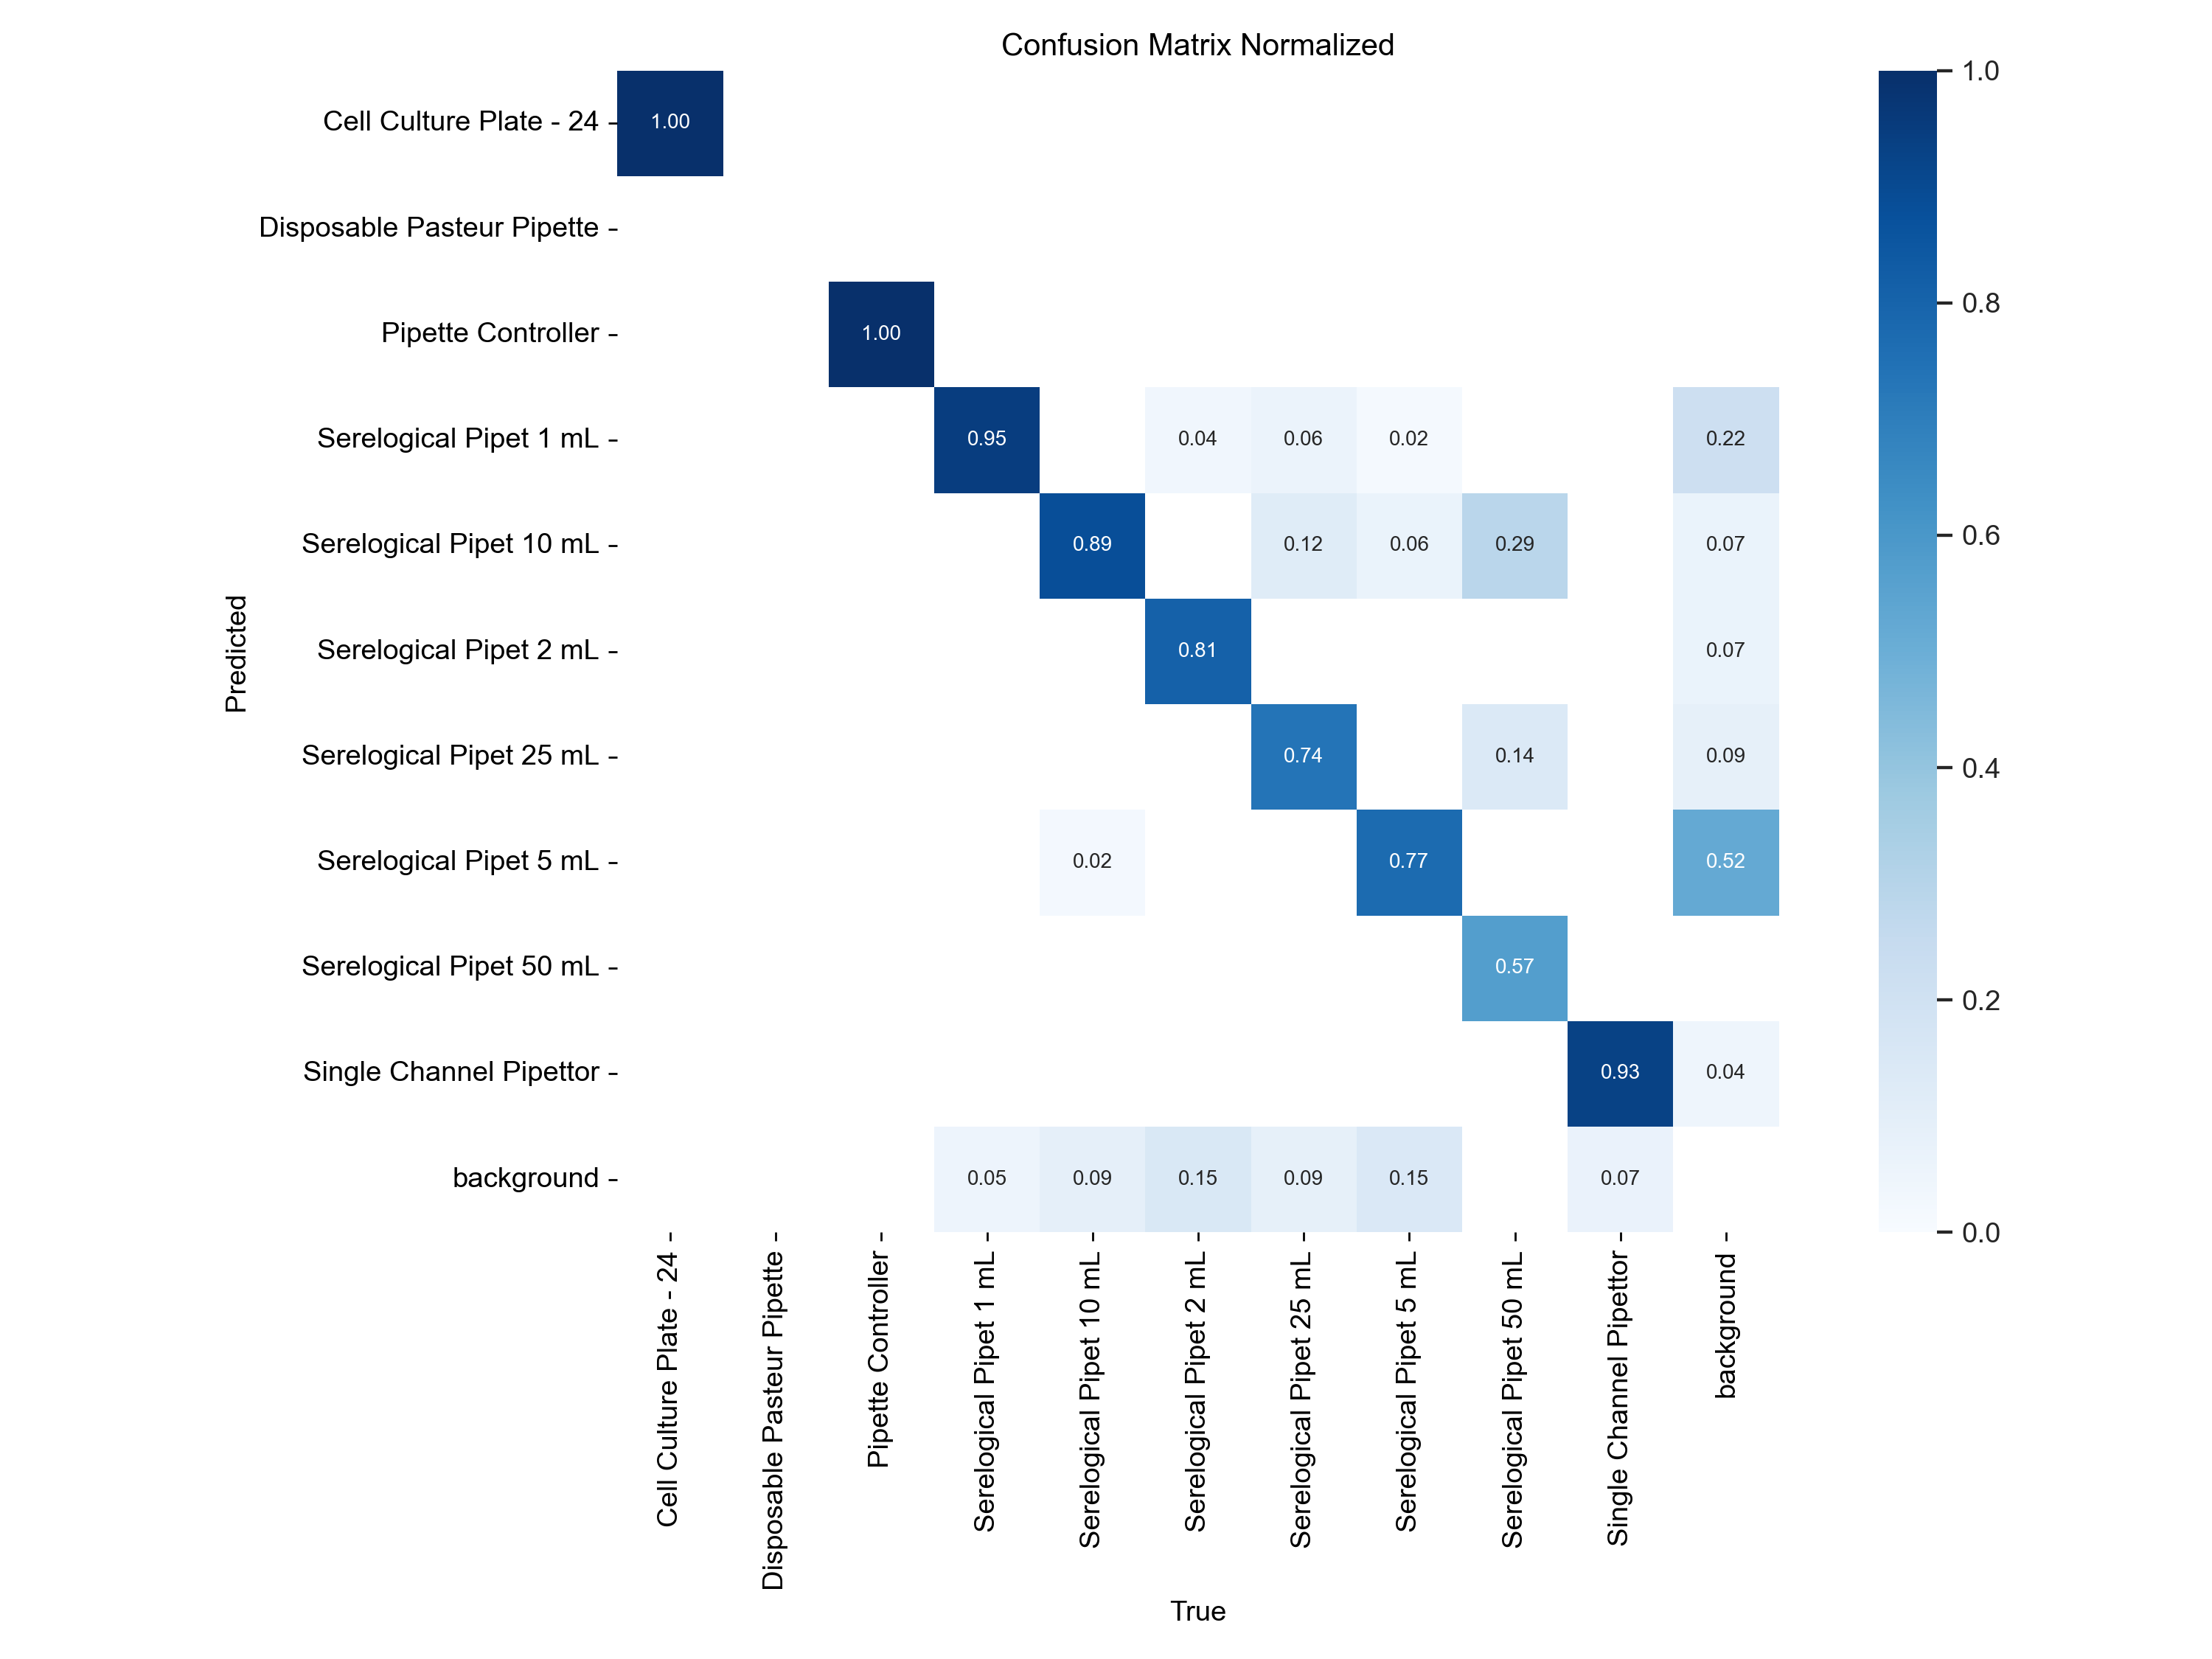 Confusion Matrix Normalized
Cell Culture Plate - 24
1.00
Disposable Pasteur Pipette
Pipette Controller
1.00
Serelogical Pipet 1 mL
0.95 0.04 0.06 0.02 0.22
Serelogical Pipet 10 mL
0.89 0.12 0.06 0.29 0.07
Serelogical Pipet 2 mL
0.81 0.07
Serelogical Pipet 25 mL
0.74 0.14 0.09
Serelogical Pipet 5 mL
0.02 0.77 0.52
Serelogical Pipet 50 mL
0.57
Single Channel Pipettor
0.93 0.04
background
0.05 0.09 0.15 0.09 0.15 0.07
Predicted
Cell Culture Plate - 24
Disposable Pasteur Pipette
Pipette Controller
Serelogical Pipet 1 mL
Serelogical Pipet 10 mL
Serelogical Pipet 2 mL
Serelogical Pipet 25 mL
Serelogical Pipet 5 mL
Serelogical Pipet 50 mL
Single Channel Pipettor
background
True
1.0
0.8
0.6
0.4
0.2
0.0